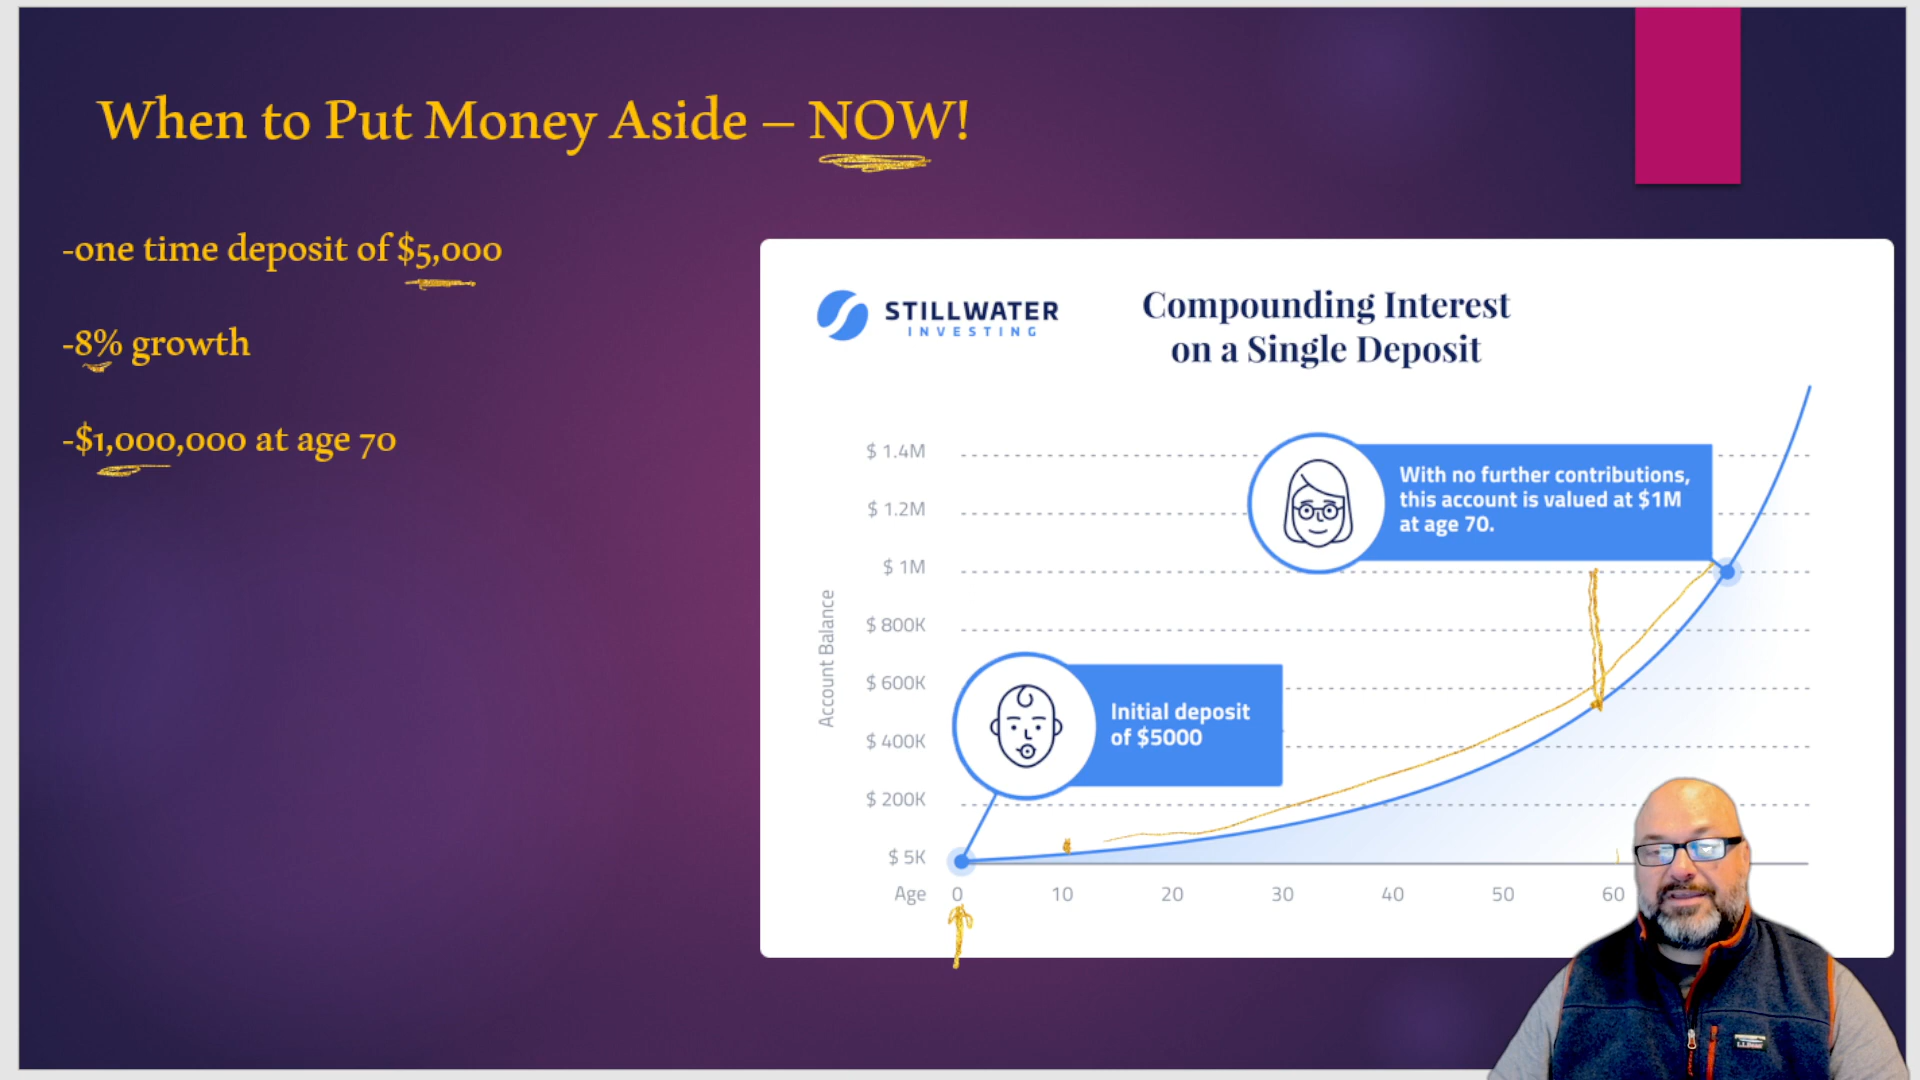 When to Put Money Aside – NOW!
-one time deposit of $5,000
-8% growth
-$1,000,000 at age 70
STILLWATER
INVESTING
Compounding Interest
on a Single Deposit
$ 1.4M
$ 1.2M
$ 1M
$ 800K
$ 600K
$ 400K
$ 200K
$ 5K
Account Balance
With no further contributions,
this account is valued at $1M
at age 70.
Initial deposit
of $5000
Age 0 10 20 30 40 50 60
L.L.Bean